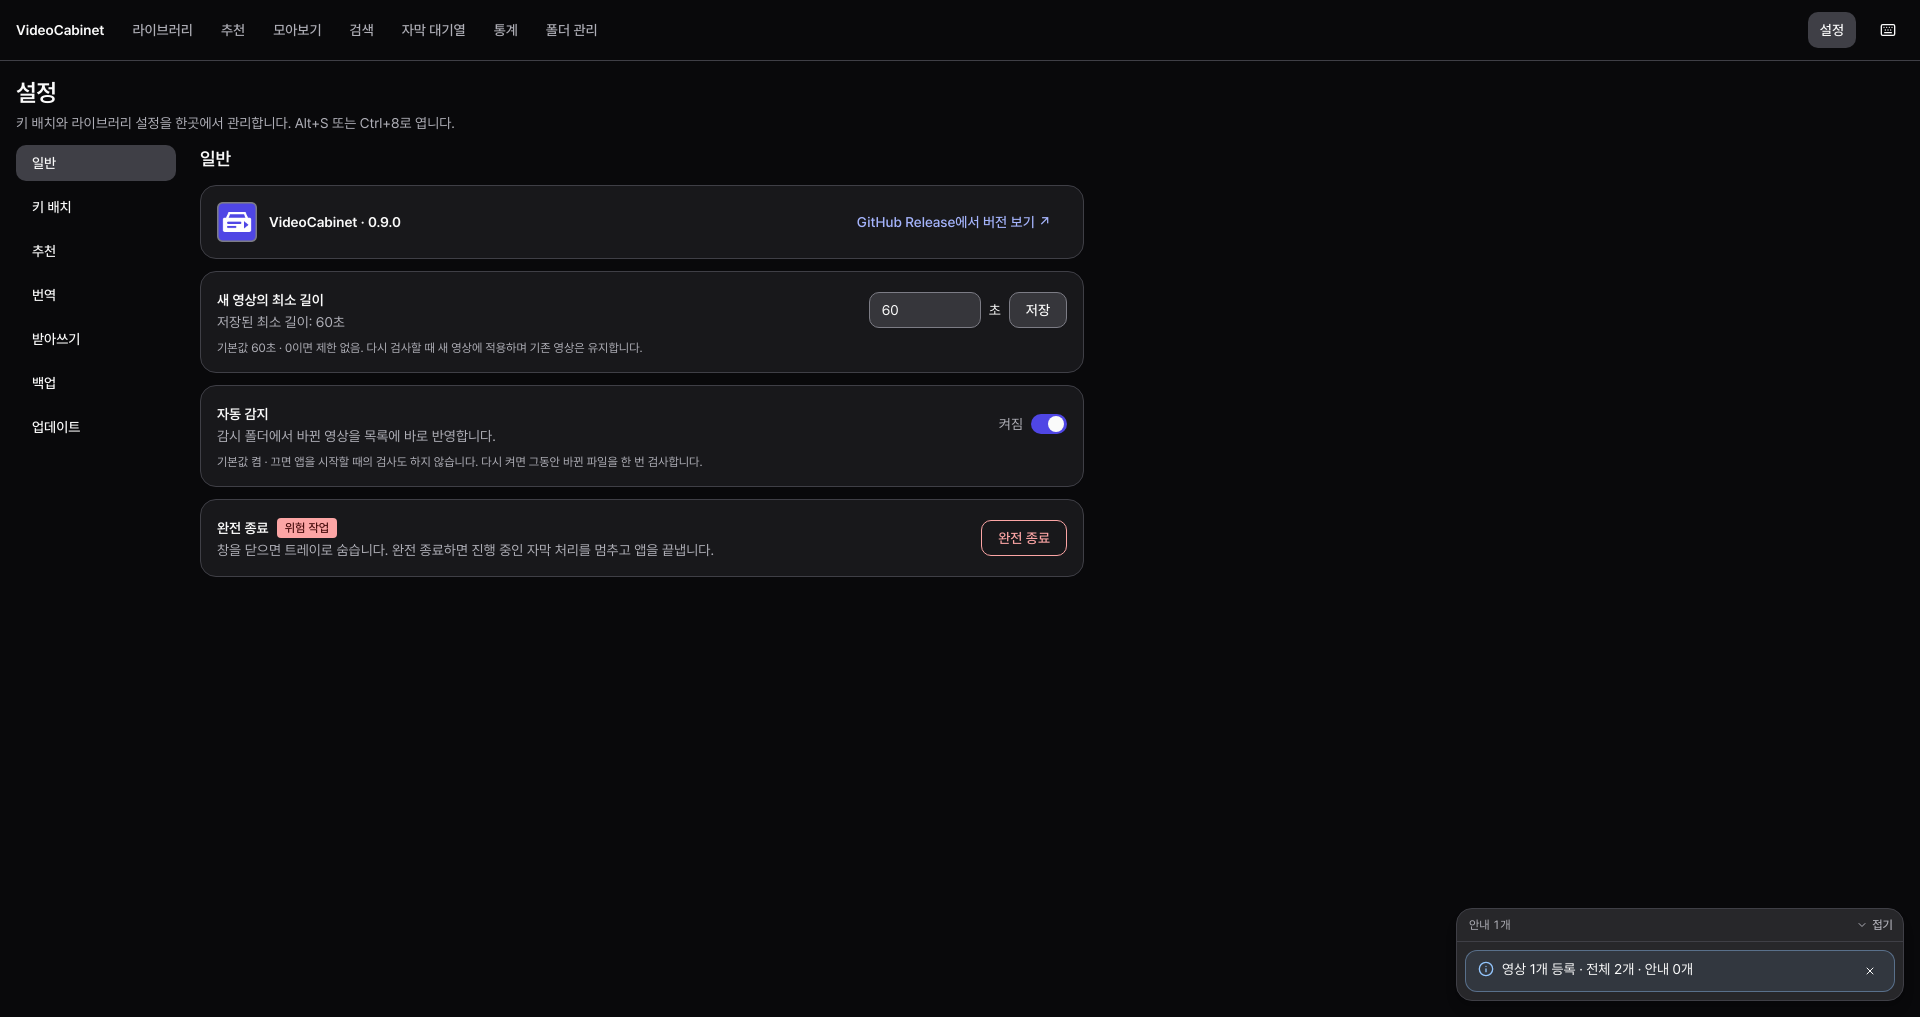 VideoCabinet 라이브러리 추천 모아보기 검색 자막 대기열 통계 폴더 관리 설정
설정
키 배치와 라이브러리 설정을 한곳에서 관리합니다. Alt+S 또는 Ctrl+8로 엽니다.
일반
키 배치
추천
번역
받아쓰기
백업
업데이트
일반
VideoCabinet · 0.9.0
GitHub Release에서 버전 보기 ↗
새 영상의 최소 길이
저장된 최소 길이: 60초
60 초 저장
기본값 60초 · 0이면 제한 없음. 다시 검사할 때 새 영상에 적용하며 기존 영상은 유지합니다.
자동 감지
감시 폴더에서 바뀐 영상을 목록에 바로 반영합니다.
켜짐
기본값 켬 · 끄면 앱을 시작할 때의 검사도 하지 않습니다. 다시 켜면 그동안 바뀐 파일을 한 번 검사합니다.
완전 종료 위험 작업
창을 닫으면 트레이로 숨습니다. 완전 종료하면 진행 중인 자막 처리를 멈추고 앱을 끝냅니다.
완전 종료
안내 1개 접기
영상 1개 등록 · 전체 2개 · 안내 0개